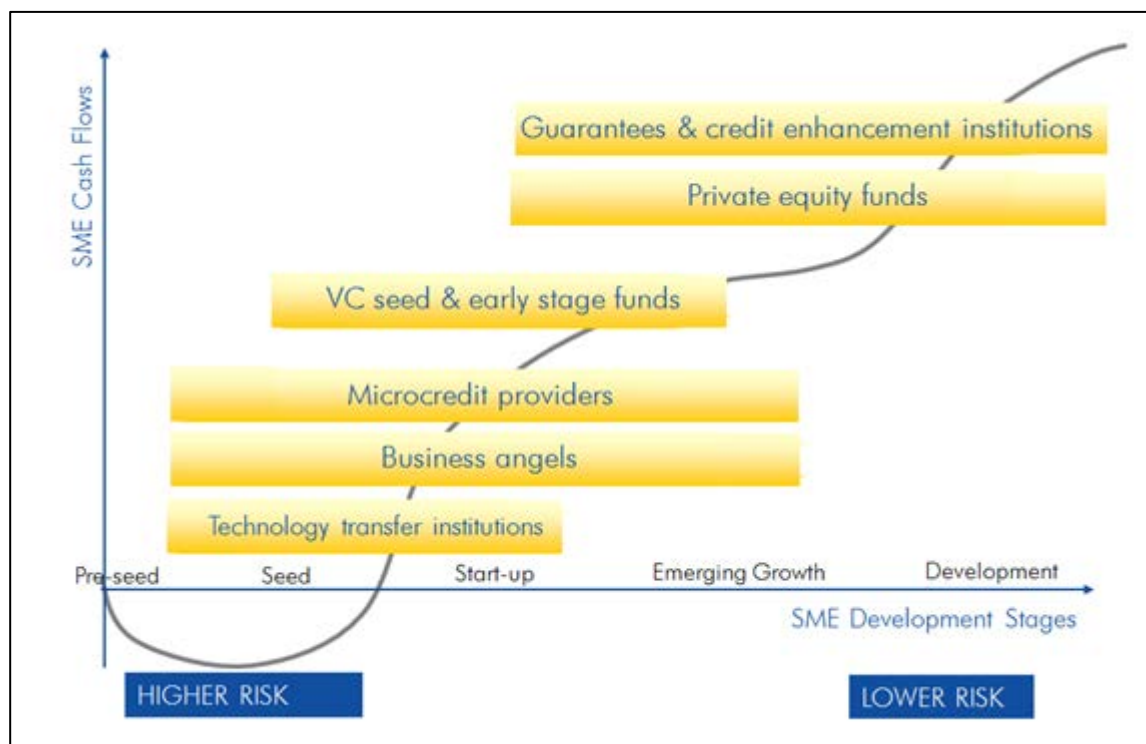 SME Cash Flows
Guarantees & credit enhancement institutions
Private equity funds
VC seed & early stage funds
Microcredit providers
Business angels
Technology transfer institutions
Pre-seed Seed Start-up Emerging Growth Development
SME Development Stages
HIGHER RISK LOWER RISK